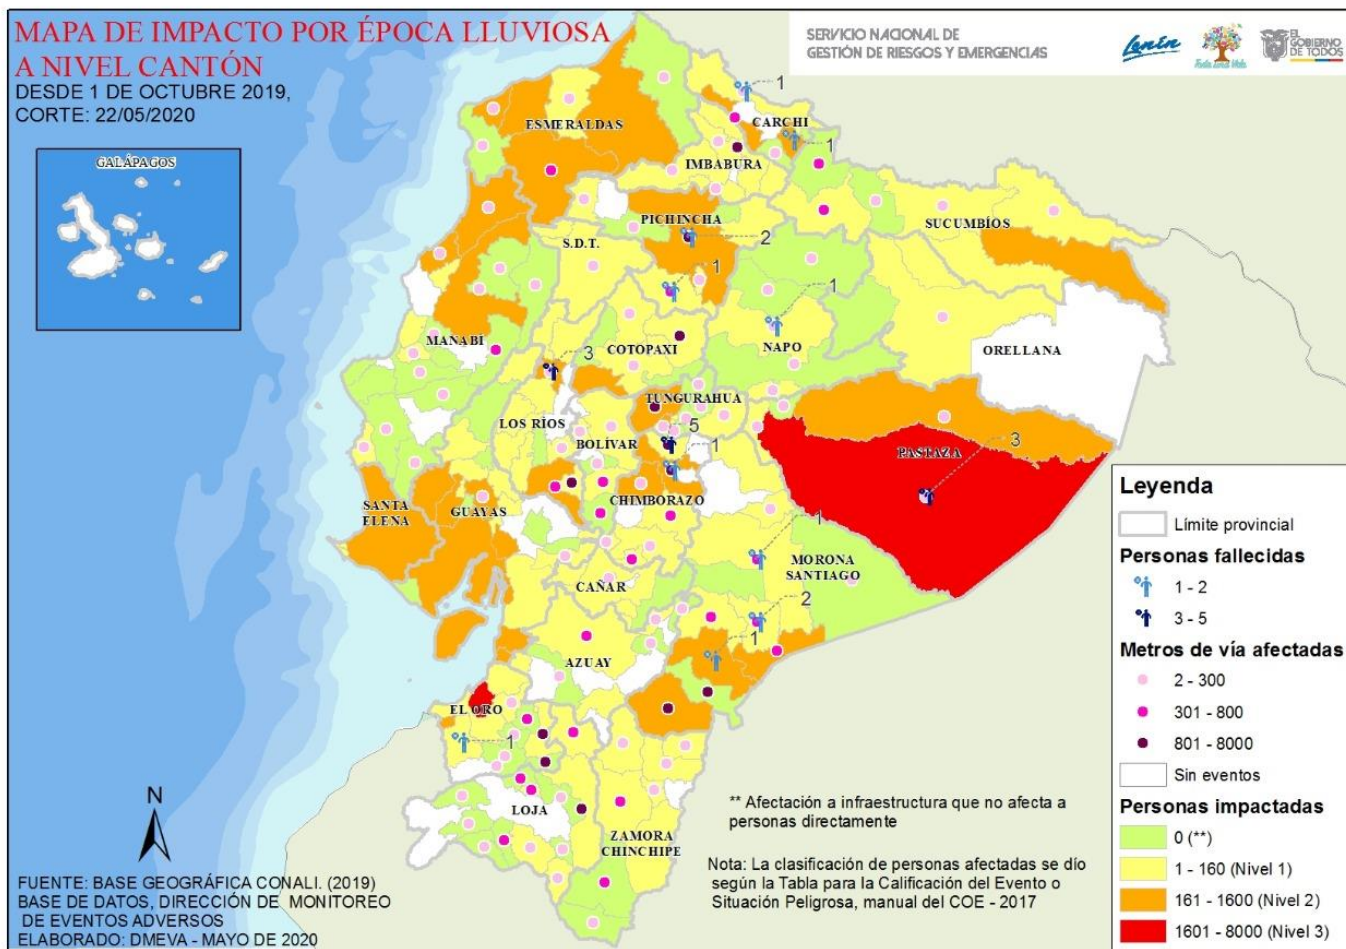 MAPA DE IMPACTO POR ÉPOCA LLUVIOSA
A NIVEL CANTÓN
DESDE 1 DE OCTUBRE 2019,
CORTE: 22/05/2020
SERVICIO NACIONAL DE
GESTIÓN DE RIESGOS Y EMERGENCIAS
Lenín
Toda una Vida
EL
GOBIERNO
DE TODOS
GALÁPAGOS
1
ESMERALDAS
CARCHI
1
IMBABURA
PICHINCHA
SUCUMBÍOS
2
S.D.T.
1
1
MANABÍ
COTOPAXI
NAPO
ORELLANA
3
TUNGURAHUA
LOS RÌOS
5
BOLÍVAR
1
PASTAZA
3
CHIMBORAZO
SANTA
ELENA
GUAYAS
1
MORONA
SANTIAGO
CAÑAR
2
1
AZUAY
EL ORO
1
LOJA
ZAMORA
CHINCHIPE
N
** Afectación a infraestructura que no afecta a
personas directamente
Nota: La clasificación de personas afectadas se dío
según la Tabla para la Calificación del Evento o
Situación Peligrosa, manual del COE - 2017
FUENTE: BASE GEOGRÁFICA CONALI. (2019)
BASE DE DATOS, DIRECCIÓN DE MONITOREO
DE EVENTOS ADVERSOS
ELABORADO: DMEVA - MAYO DE 2020
Leyenda
Límite provincial
Personas fallecidas
1 - 2
3 - 5
Metros de vía afectadas
2 - 300
301 - 800
801 - 8000
Sin eventos
Personas impactadas
0 (**)
1 - 160 (Nivel 1)
161 - 1600 (Nivel 2)
1601 - 8000 (Nivel 3)